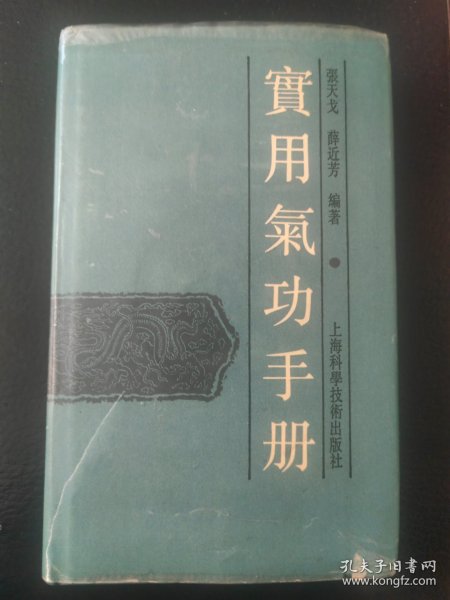 實用氣功手册
張天戈 薛近芳 編著
上海科學技術出版社
孔夫子旧书网
www.kongfz.com